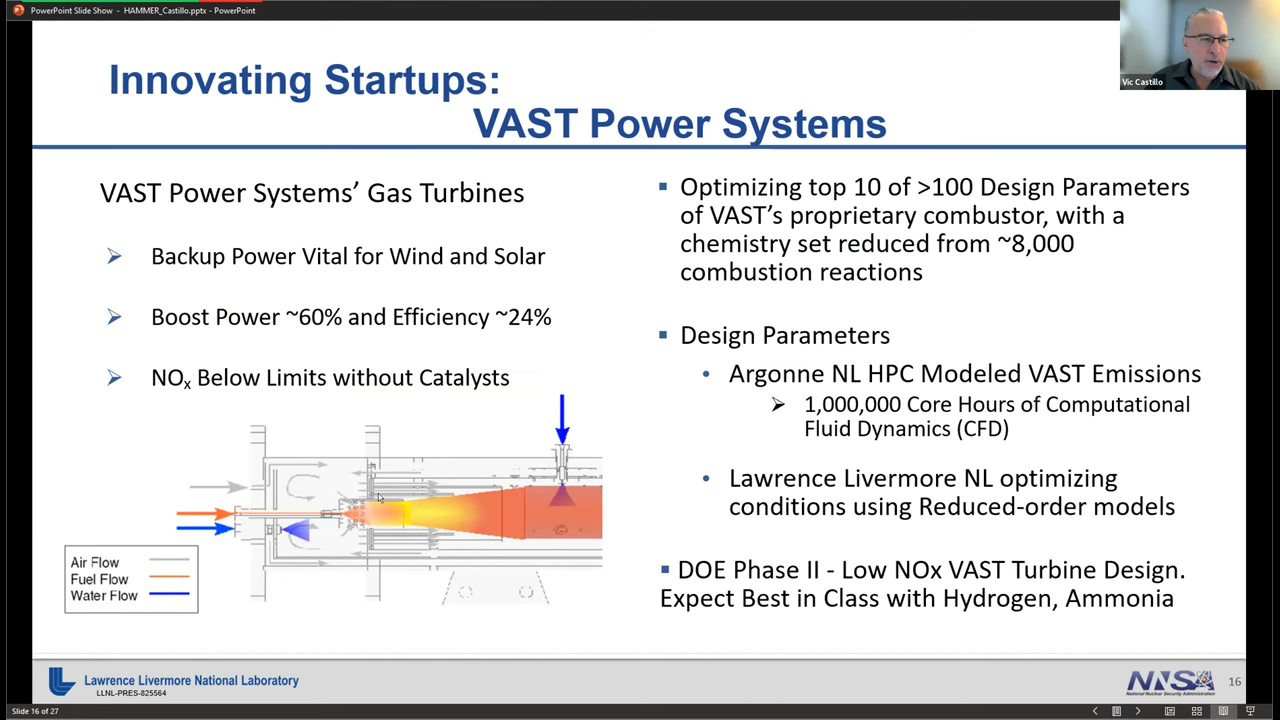 PowerPoint Slide Show - HAMMER_Castillo.pptx - PowerPoint
Vic Castillo
Innovating Startups:
VAST Power Systems
VAST Power Systems’ Gas Turbines
Backup Power Vital for Wind and Solar
Boost Power ~60% and Efficiency ~24%
NOx Below Limits without Catalysts
Air Flow
Fuel Flow
Water Flow
Optimizing top 10 of >100 Design Parameters
of VAST’s proprietary combustor, with a
chemistry set reduced from ~8,000
combustion reactions
Design Parameters
Argonne NL HPC Modeled VAST Emissions
1,000,000 Core Hours of Computational
Fluid Dynamics (CFD)
Lawrence Livermore NL optimizing
conditions using Reduced-order models
DOE Phase II - Low NOx VAST Turbine Design.
Expect Best in Class with Hydrogen, Ammonia
Lawrence Livermore National Laboratory
LLNL-PRES-825564
NNSA
National Nuclear Security Administration
16
Slide 16 of 27